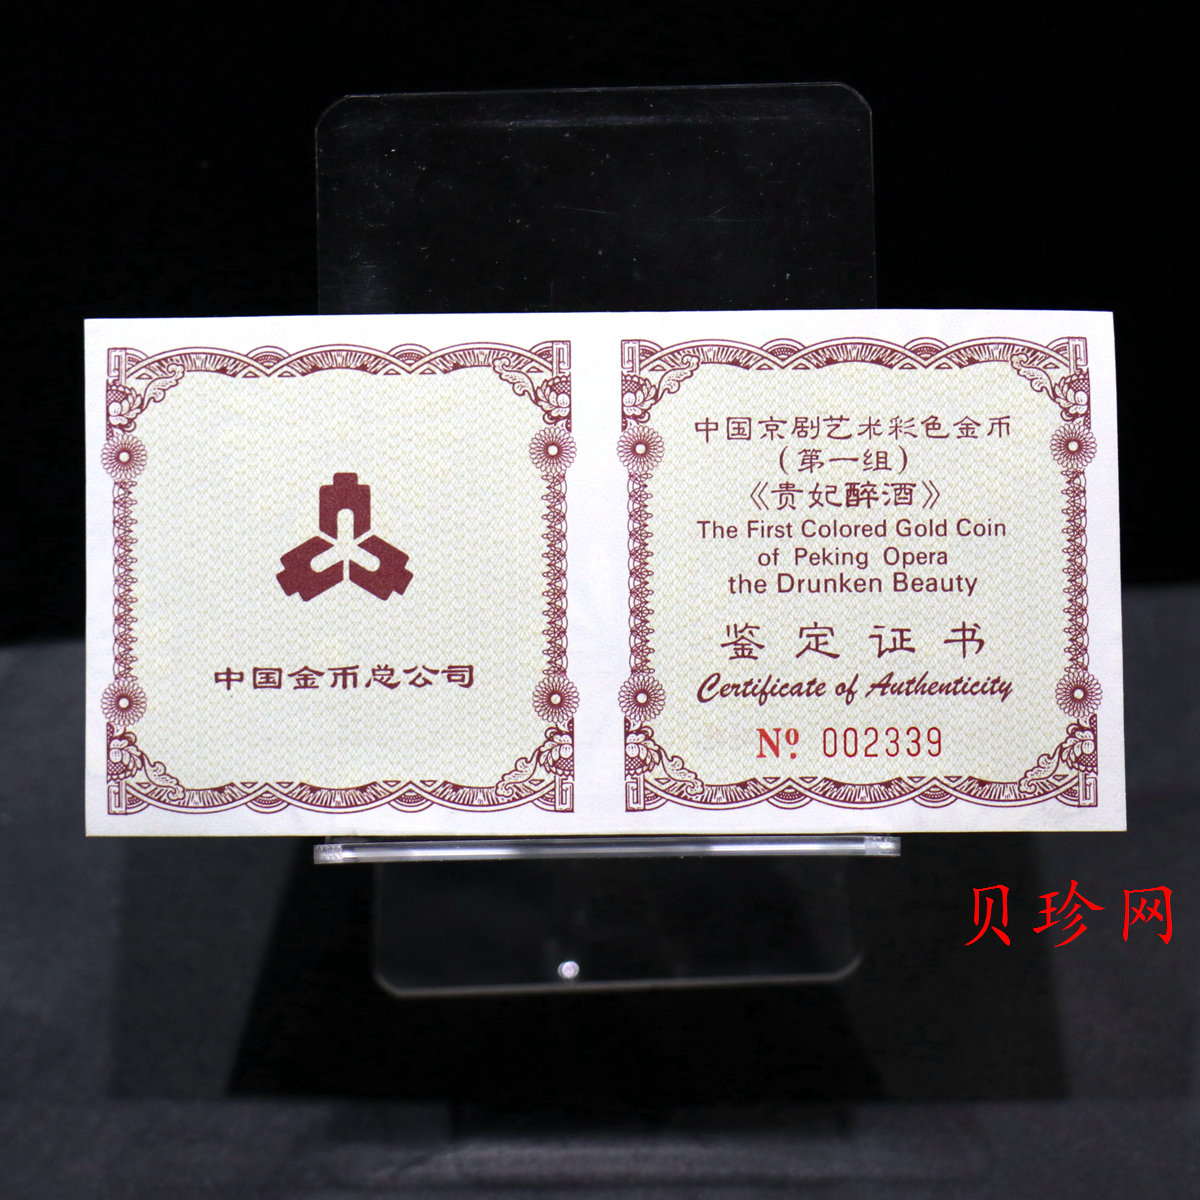 中国金币总公司
中国京剧艺术彩色金币
(第一组)
《贵妃醉酒》
The First Colored Gold Coin
of Peking Opera
the Drunken Beauty
鉴定证书
Certificate of Authenticity
Nº. 002339
贝珍网